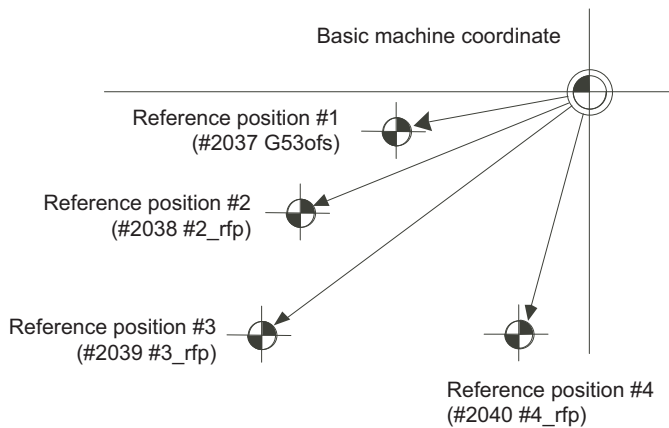 Basic machine coordinate
Reference position #1
(#2037 G53ofs)
Reference position #2
(#2038 #2_rfp)
Reference position #3
(#2039 #3_rfp)
Reference position #4
(#2040 #4_rfp)